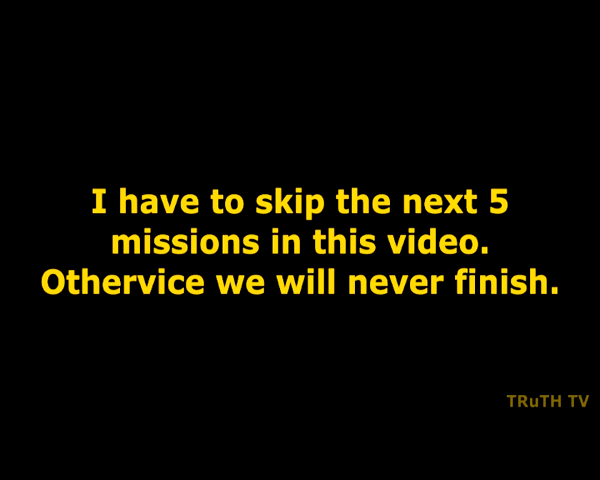 I have to skip the next 5
missions in this video.
Othervice we will never finish.
TRuTH TV